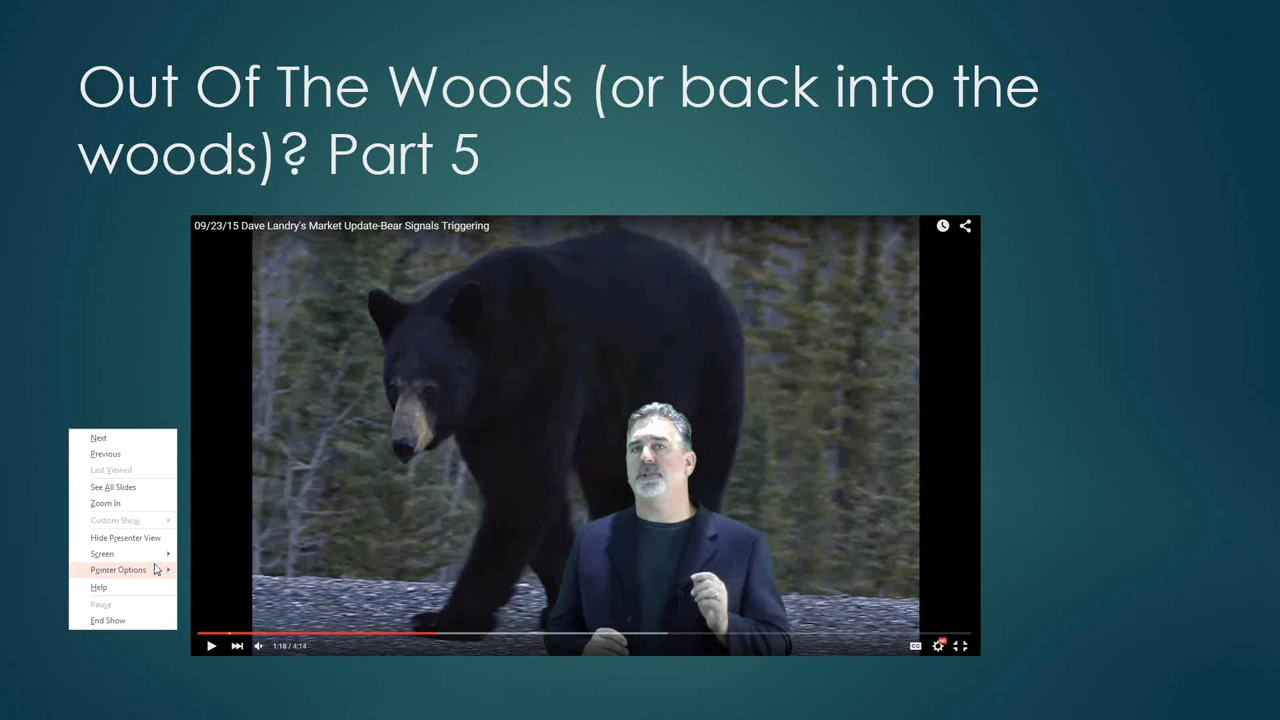 Out Of The Woods (or back into the
woods)? Part 5
09/23/15 Dave Landry's Market Update-Bear Signals Triggering
Next
Previous
Last Viewed
See All Slides
Zoom In
Custom Show
Hide Presenter View
Screen
Pointer Options
Help
Pause
End Show
1:18 / 4:14
CC
HD